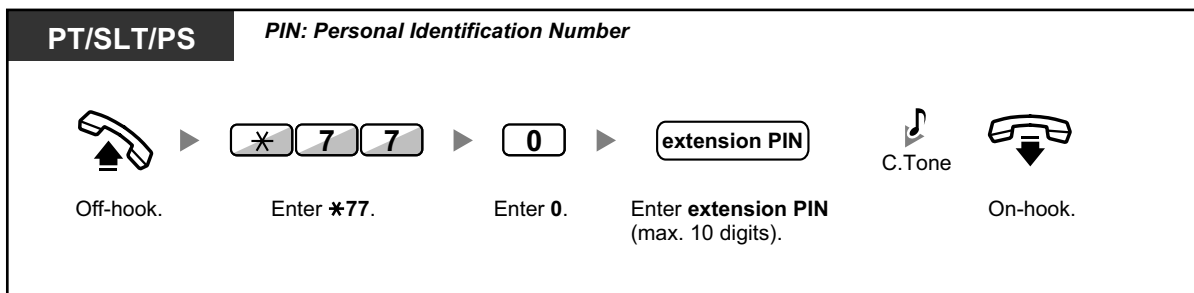 PT/SLT/PS
PIN: Personal Identification Number
* 7 7 0 extension PIN
C.Tone
Off-hook. Enter *77. Enter 0. Enter extension PIN On-hook.
(max. 10 digits).